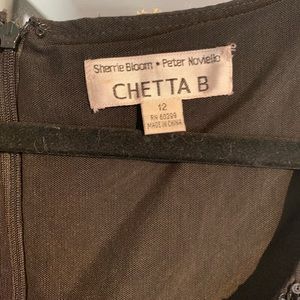 Sherrie Bloom • Peter Noviello
CHETTA B
12
RN 60299
MADE IN CHINA